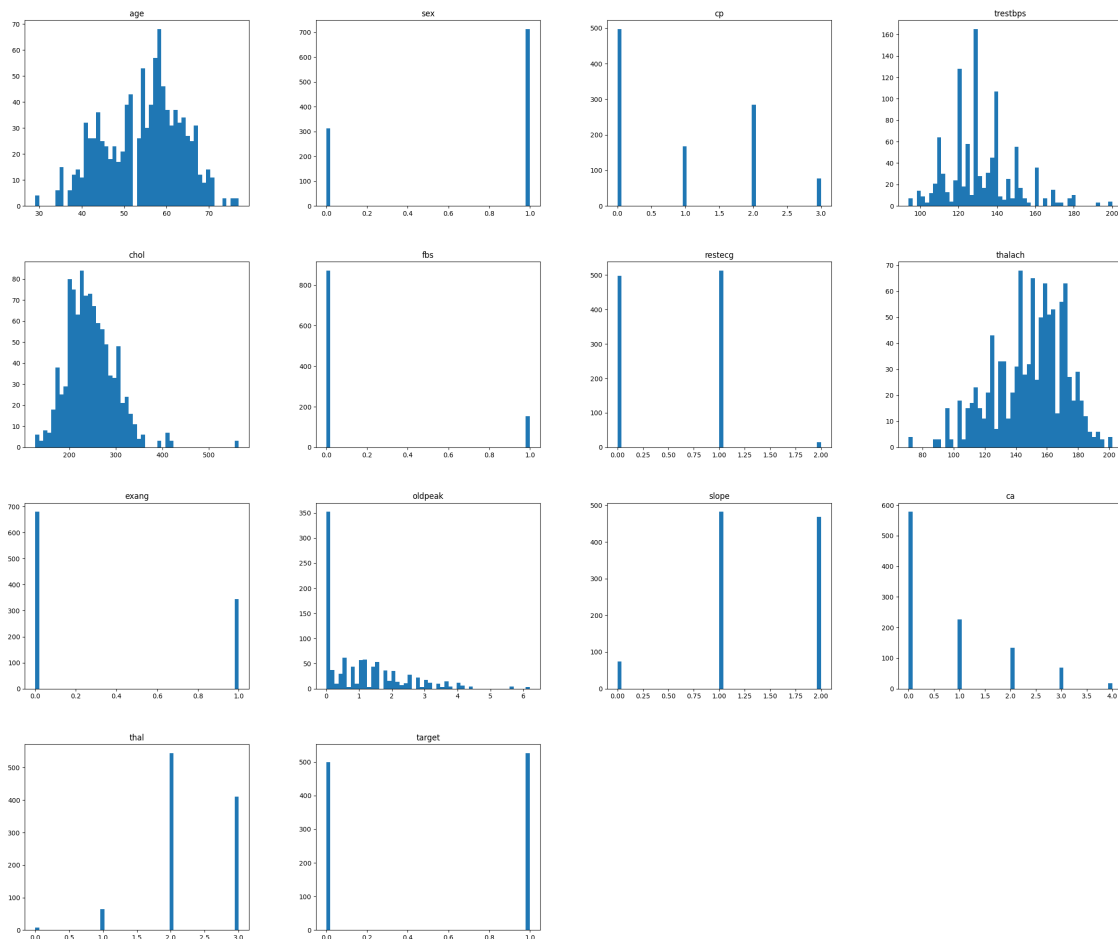 age sex cp trestbps
70 60 50 40 30 20 10 0
700 600 500 400 300 200 100 0
500 400 300 200 100 0
160 140 120 100 80 60 40 20 0
30 40 50 60 70
0.0 0.2 0.4 0.6 0.8 1.0
0.0 0.5 1.0 1.5 2.0 2.5 3.0
100 120 140 160 180 200
chol fbs restecg thalach
80 70 60 50 40 30 20 10 0
800 600 400 200 0
500 400 300 200 100 0
70 60 50 40 30 20 10 0
200 300 400 500
0.0 0.2 0.4 0.6 0.8 1.0
0.00 0.25 0.50 0.75 1.00 1.25 1.50 1.75 2.00
80 100 120 140 160 180 200
exang oldpeak slope ca
700 600 500 400 300 200 100 0
350 300 250 200 150 100 50 0
500 400 300 200 100 0
600 500 400 300 200 100 0
0.0 0.2 0.4 0.6 0.8 1.0
0 1 2 3 4 5 6
0.00 0.25 0.50 0.75 1.00 1.25 1.50 1.75 2.00
0.0 0.5 1.0 1.5 2.0 2.5 3.0 3.5 4.0
thal target
500 400 300 200 100 0
500 400 300 200 100 0
0.0 0.5 1.0 1.5 2.0 2.5 3.0
0.0 0.2 0.4 0.6 0.8 1.0